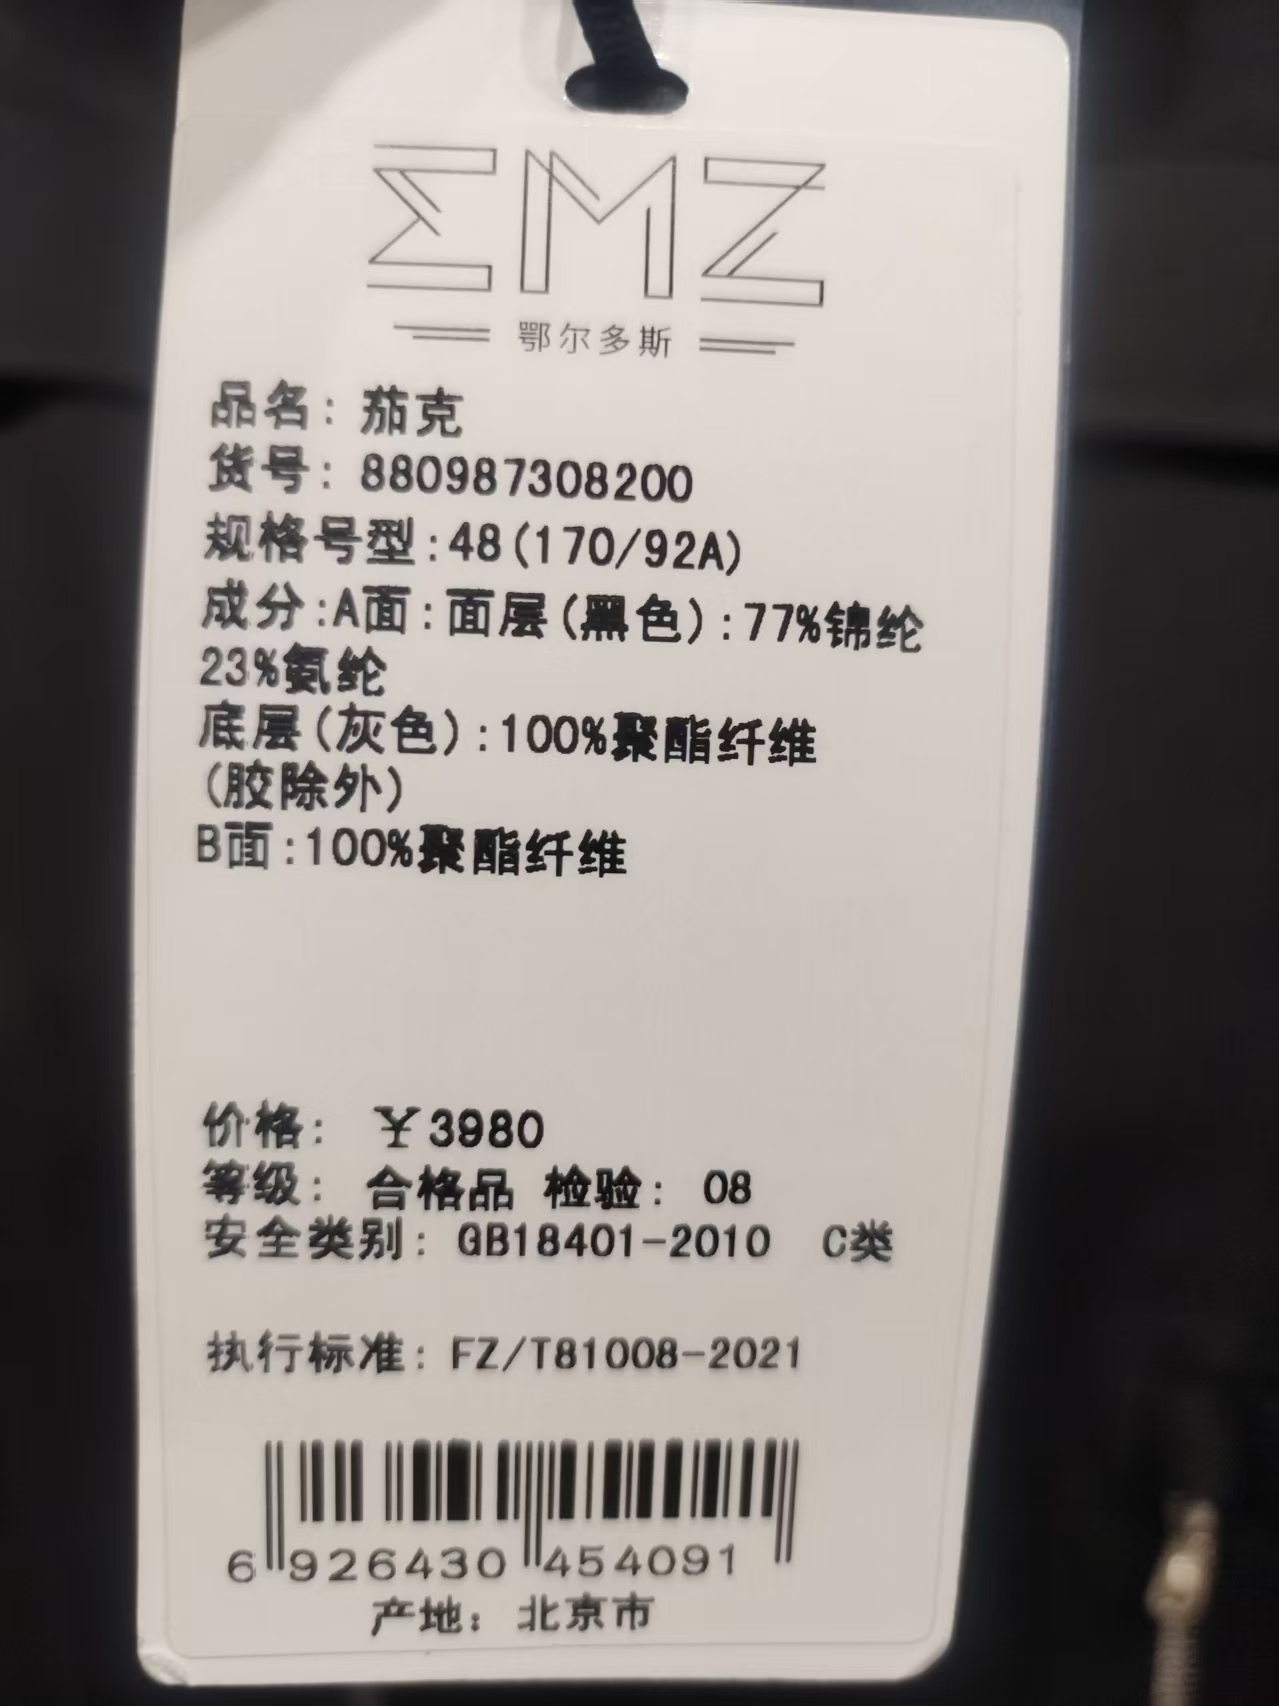 EMZ
鄂尔多斯
品名: 茄克
货号: 880987308200
规格号型:48(170/92A)
成分:A面:面层(黑色):77%锦纶
23%氨纶
底层(灰色):100%聚酯纤维
(胶除外)
B面:100%聚酯纤维
价格: ￥3980
等级: 合格品 检验: 08
安全类别: GB18401-2010 C类
执行标准: FZ/T81008-2021
6 926430 454091
产地: 北京市